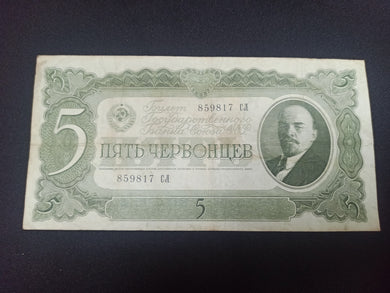 Билет 859817 СЛ
Государственного
Банка Союза ССР
5 ПЯТЬ ЧЕРВОНЦЕВ
859817 СЛ
5